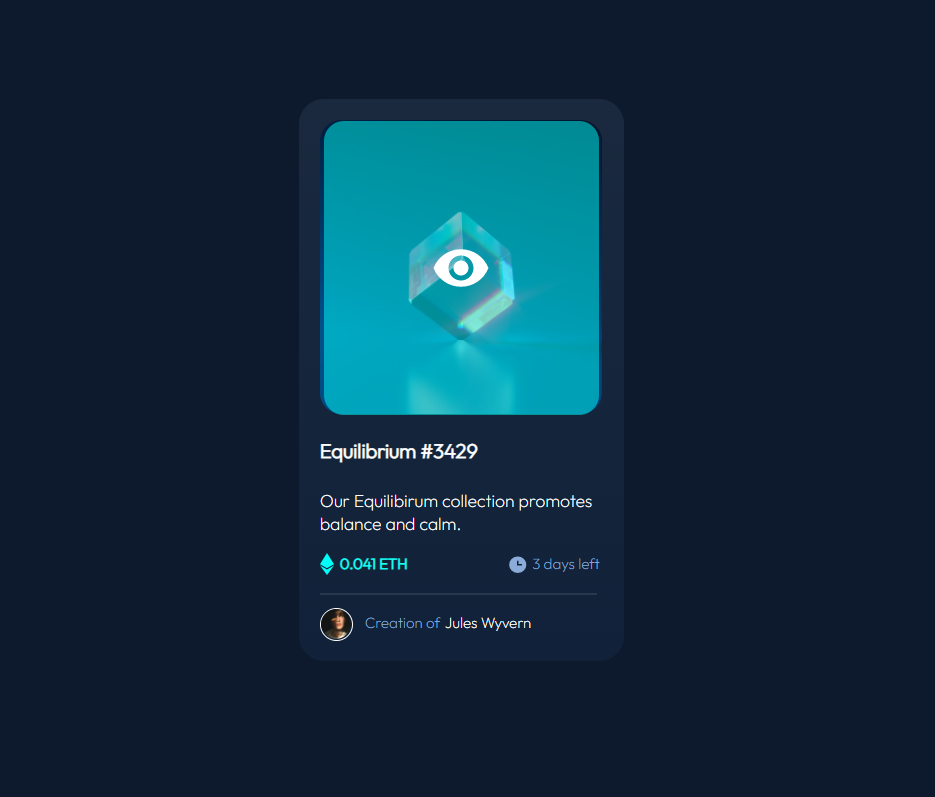 Equilibrium #3429
Our Equilibirum collection promotes
balance and calm.
0.041 ETH
3 days left
Creation of Jules Wyvern